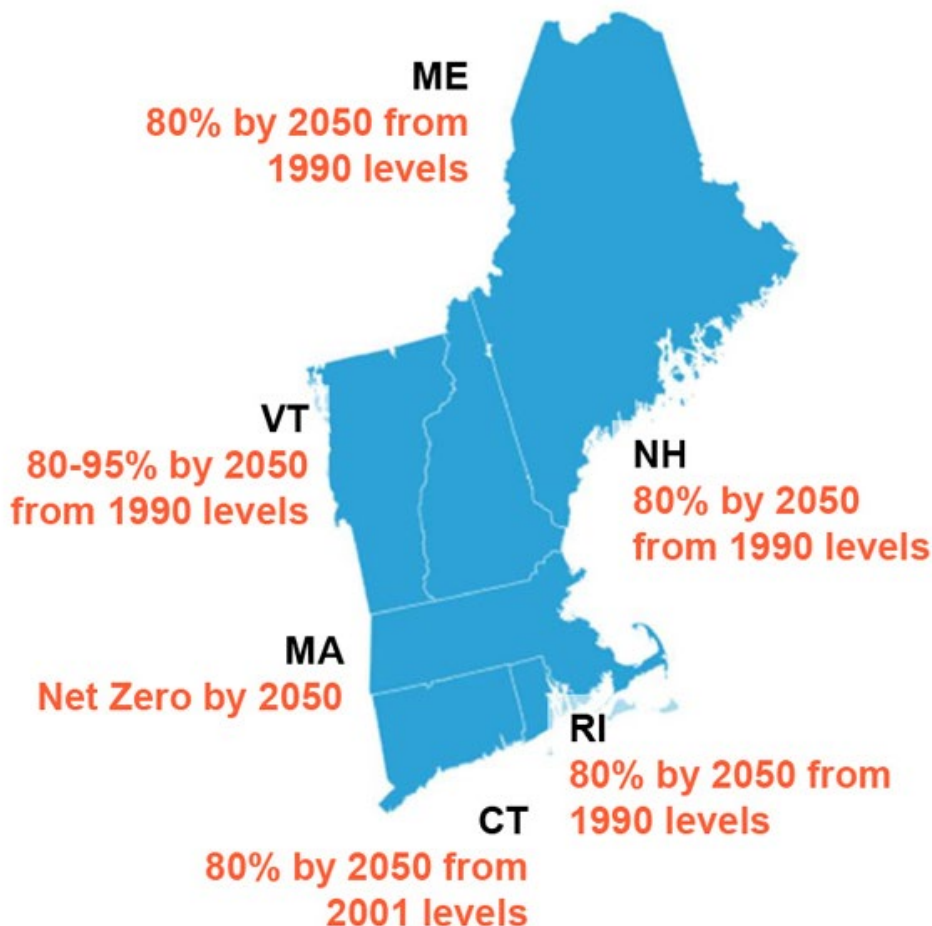 ME
80% by 2050 from
1990 levels
VT
80-95% by 2050
from 1990 levels
NH
80% by 2050
from 1990 levels
MA
Net Zero by 2050
RI
80% by 2050 from
1990 levels
CT
80% by 2050 from
2001 levels